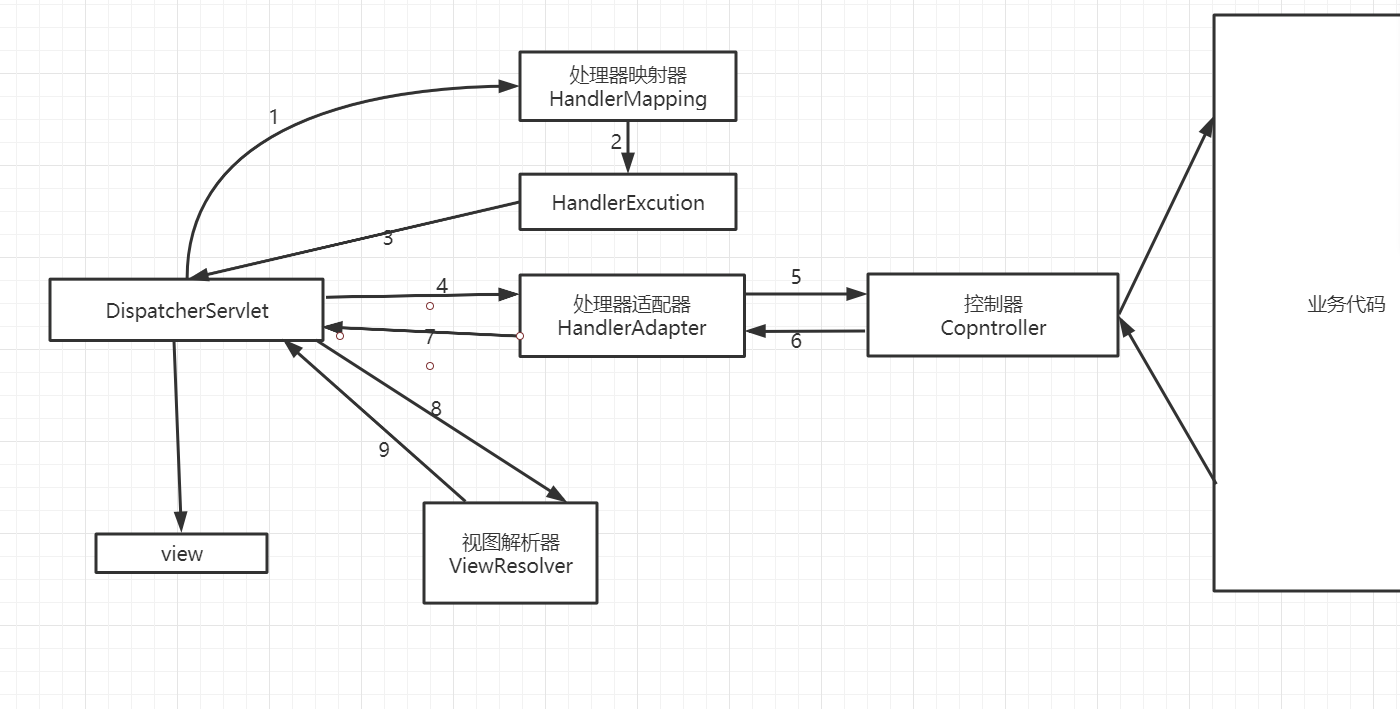 处理器映射器
HandlerMapping
1
2
HandlerExcution
3
DispatcherServlet
4
处理器适配器
HandlerAdapter
5
控制器
Copntroller
业务代码
7
6
8
9
视图解析器
ViewResolver
view